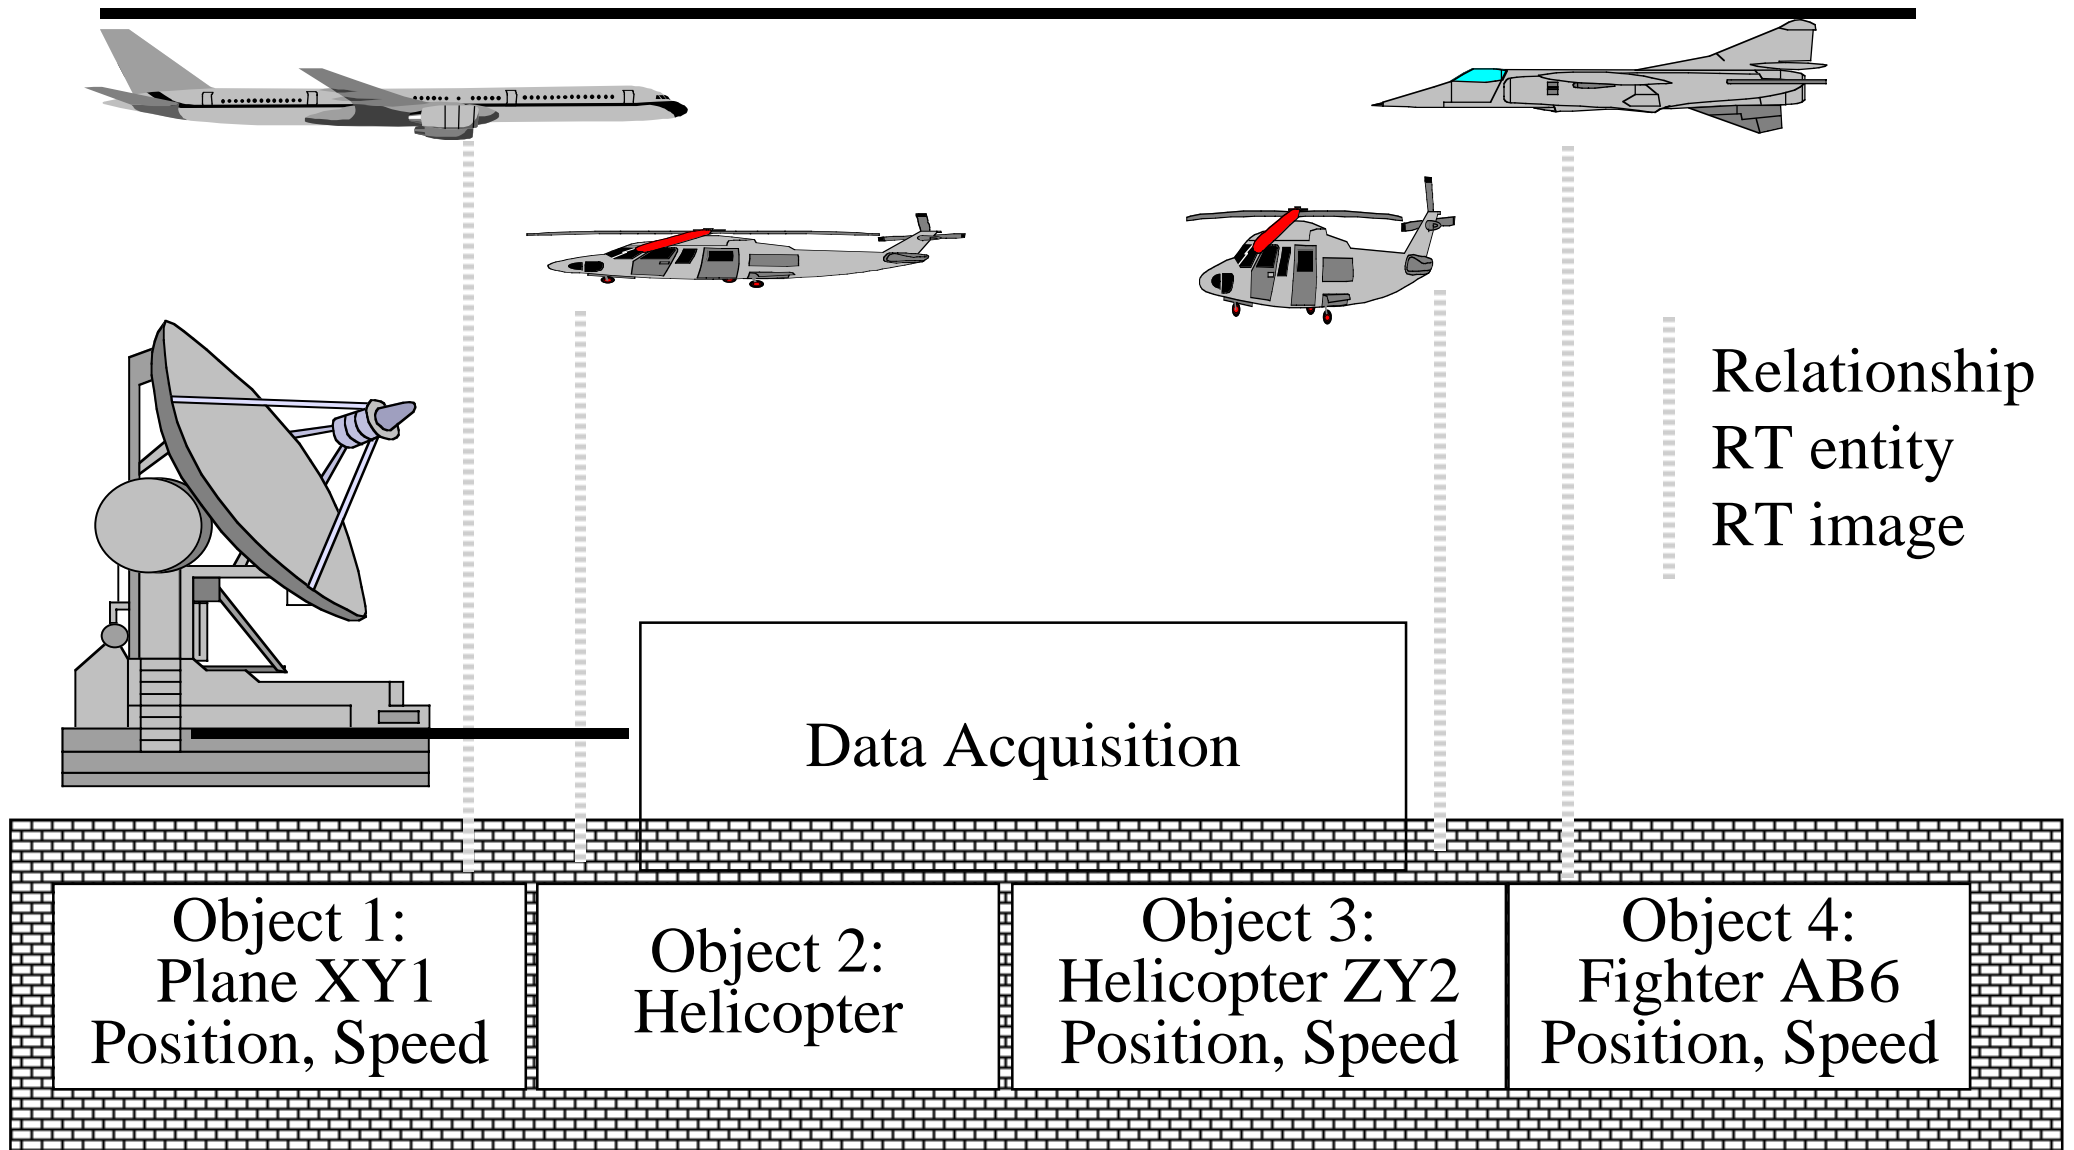 Relationship
RT entity
RT image
Data Acquisition
Object 1:
Plane XY1
Position, Speed
Object 2:
Helicopter
Object 3:
Helicopter ZY2
Position, Speed
Object 4:
Fighter AB6
Position, Speed